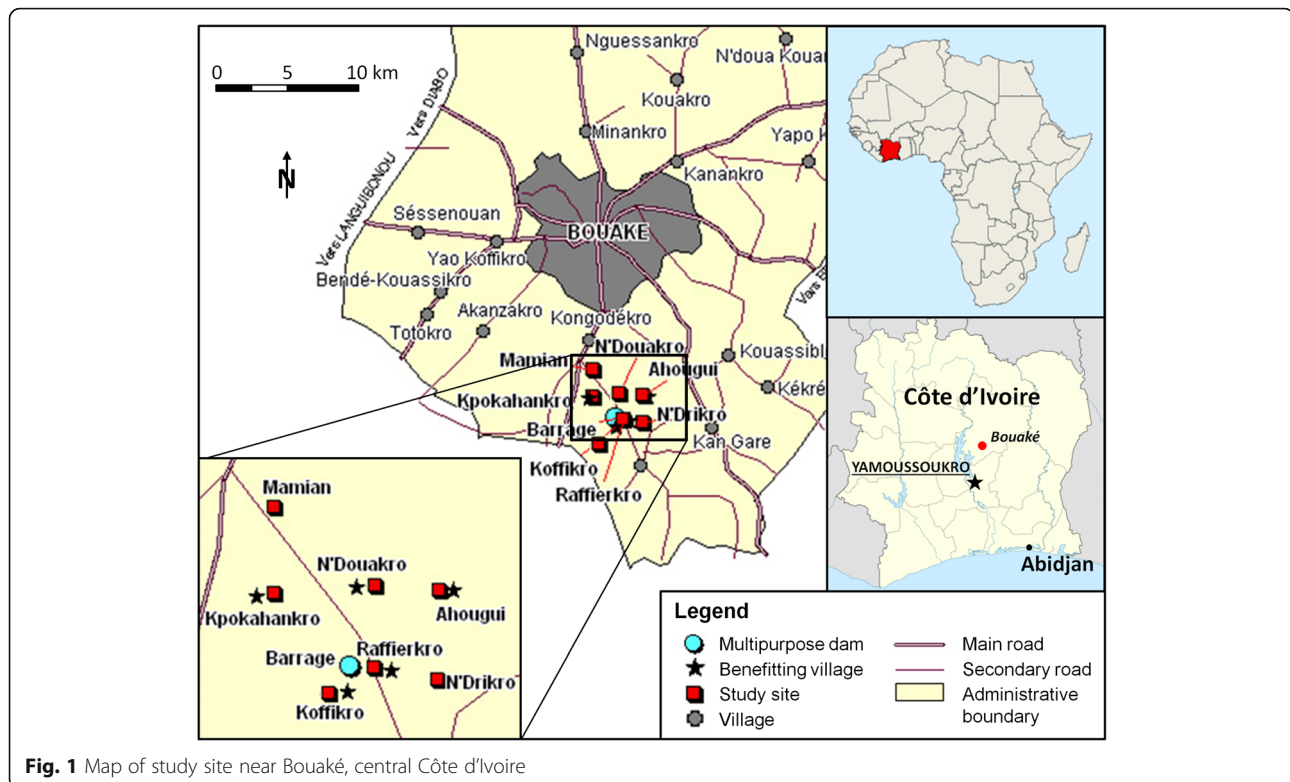 0 5 10 km
N
Vers DIABO
Vers LANGUIBONOU
Nguessankro
N'doua Kouar
Kouakro
Minankro
Yapo K
Kanankro
Séssenouan
BOUAKE
Yao Koffikro
Bendé-Kouassikro
Akanzakro
Kongodékro
Totokro
N'Douakro
Kouassibl
Mamian
Ahougui
Kékré
Kpokahankro
N'Drikro
Barrage
Kan Gare
Koffikro
Raffierkro
Mamian
N'Douakro
Kpokahankro
Ahougui
Raffierkro
Barrage
N'Drikro
Koffikro
Côte d'Ivoire
Bouaké
YAMOUSSOUKRO
Abidjan
Legend
Multipurpose dam
Benefitting village
Study site
Village
Main road
Secondary road
Administrative
boundary
Fig. 1 Map of study site near Bouaké, central Côte d'Ivoire